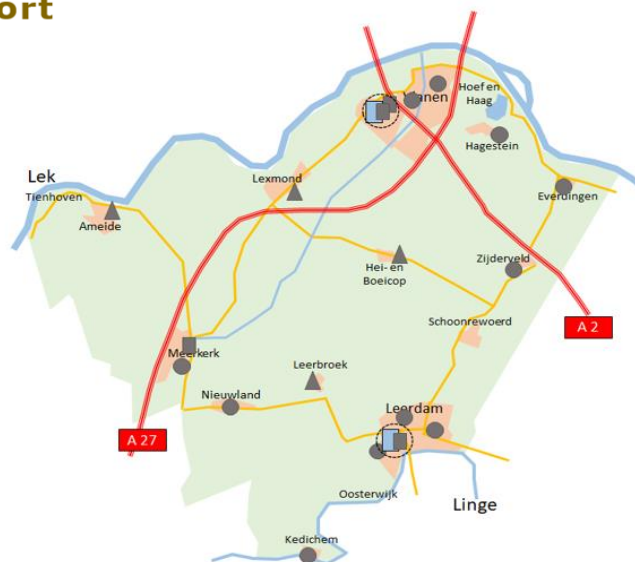 ort
Hoef en
Haag
anen
Hagestein
Lek
Tienhoven
Lexmond
Everdingen
Ameide
Zijderveld
Hei- en
Boeicop
Schoonrewoerd
A 2
Meerkerk
Leerbroek
Nieuwland
Leerdam
A 27
Oosterwijk
Linge
Kedichem